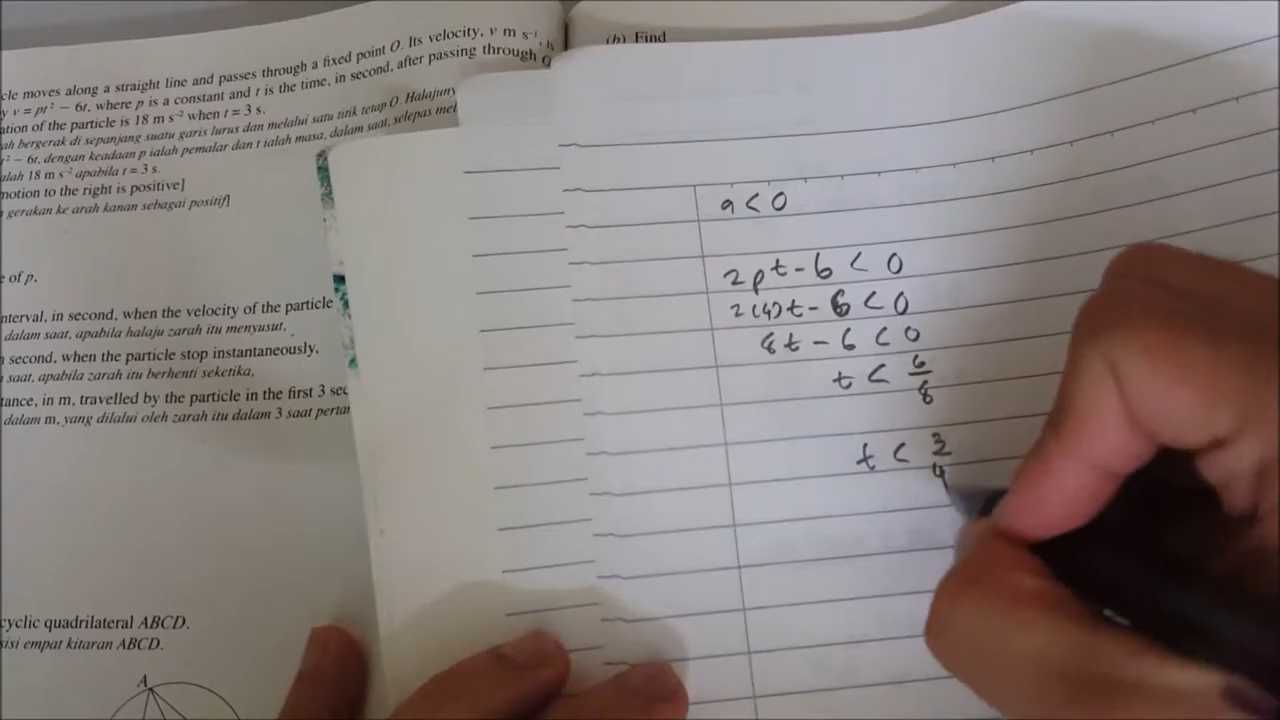 cle moves along a straight line and passes through a fixed point O. Its velocity, v m s⁻¹, is
y v = pt² − 6t, where p is a constant and t is the time, in second, after passing through O
ation of the particle is 18 m s⁻² when t = 3 s.
ah bergerak di sepanjang suatu garis lurus dan melalui satu titik tetap O. Halajuny
t² − 6t, dengan keadaan p ialah pemalar dan t ialah masa, dalam saat, selepas mel
alah 18 m s⁻² apabila t = 3 s.
motion to the right is positive]
gerakan ke arah kanan sebagai positif]
e of p,
nterval, in second, when the velocity of the particle
dalam saat, apabila halaju zarah itu menyusut,
second, when the particle stop instantaneously,
saat, apabila zarah itu berhenti seketika,
tance, in m, travelled by the particle in the first 3 sec
dalam m, yang dilalui oleh zarah itu dalam 3 saat pertar
cyclic quadrilateral ABCD.
sisi empat kitaran ABCD.
A
(b) Find
a < 0
2pt − 6 < 0
2(4)t − 6 < 0
8t − 6 < 0
t < 6/8
t < 3/4